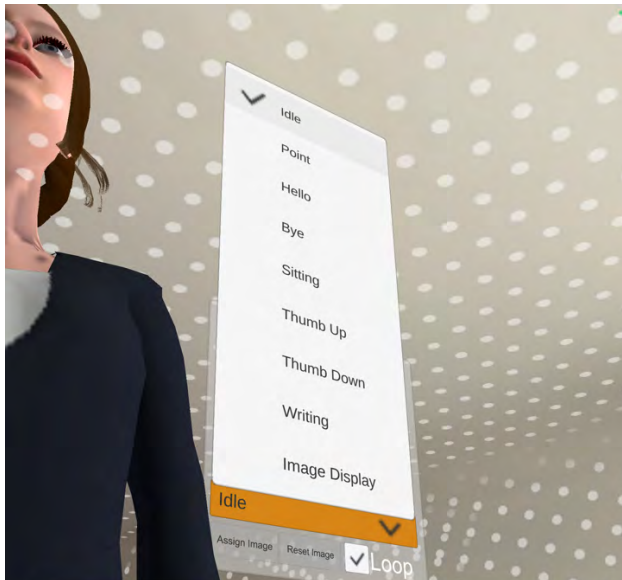 Idle
Point
Hello
Bye
Sitting
Thumb Up
Thumb Down
Writing
Image Display
Idle
Assign Image Reset Image Loop